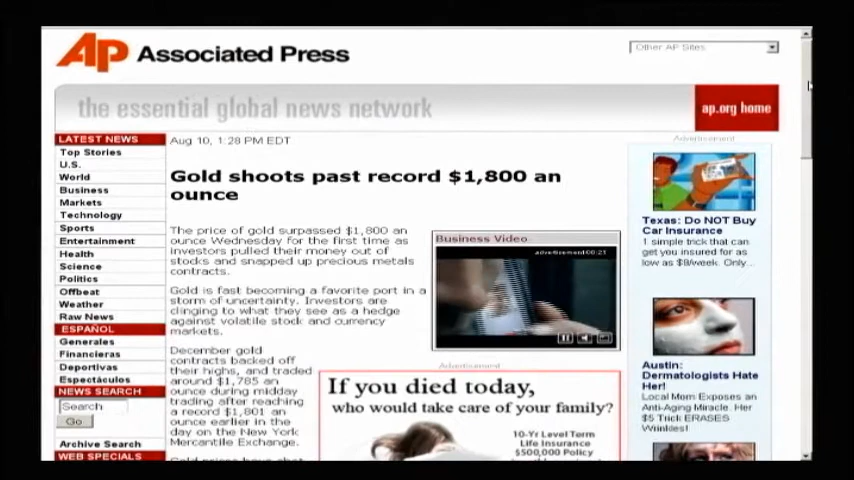 AP Associated Press
Other AP Sites
the essential global news network
ap.org home
LATEST NEWS
Top Stories
U.S.
World
Business
Markets
Technology
Sports
Entertainment
Health
Science
Politics
Offbeat
Weather
Raw News
ESPAÑOL
Generales
Financieras
Deportivas
Espectáculos
NEWS SEARCH
Search
Go
Archive Search
WEB SPECIALS
Aug 10, 1:28 PM EDT
Gold shoots past record $1,800 an
ounce
The price of gold surpassed $1,800 an
ounce Wednesday for the first time as
investors pulled their money out of
stocks and snapped up precious metals
contracts.
Gold is fast becoming a favorite port in a
storm of uncertainty. Investors are
clinging to what they see as a hedge
against volatile stock and currency
markets.
December gold
contracts backed off
their highs, and traded
around $1,785 an
ounce during midday
trading after reaching
a record $1,801 an
ounce earlier in the
day on the New York
Mercantile Exchange.
Business Video
advertisement 00:21
Advertisement
If you died today,
who would take care of your family?
10-Yr Level Term
Life Insurance
$500,000 Policy
Advertisement
Texas: Do NOT Buy
Car Insurance
1 simple trick that can
get you insured for as
low as $9/week. Only...
Austin:
Dermatologists Hate
Her!
Local Mom Exposes an
Anti-Aging Miracle. Her
$5 Trick ERASES
Wrinkles!